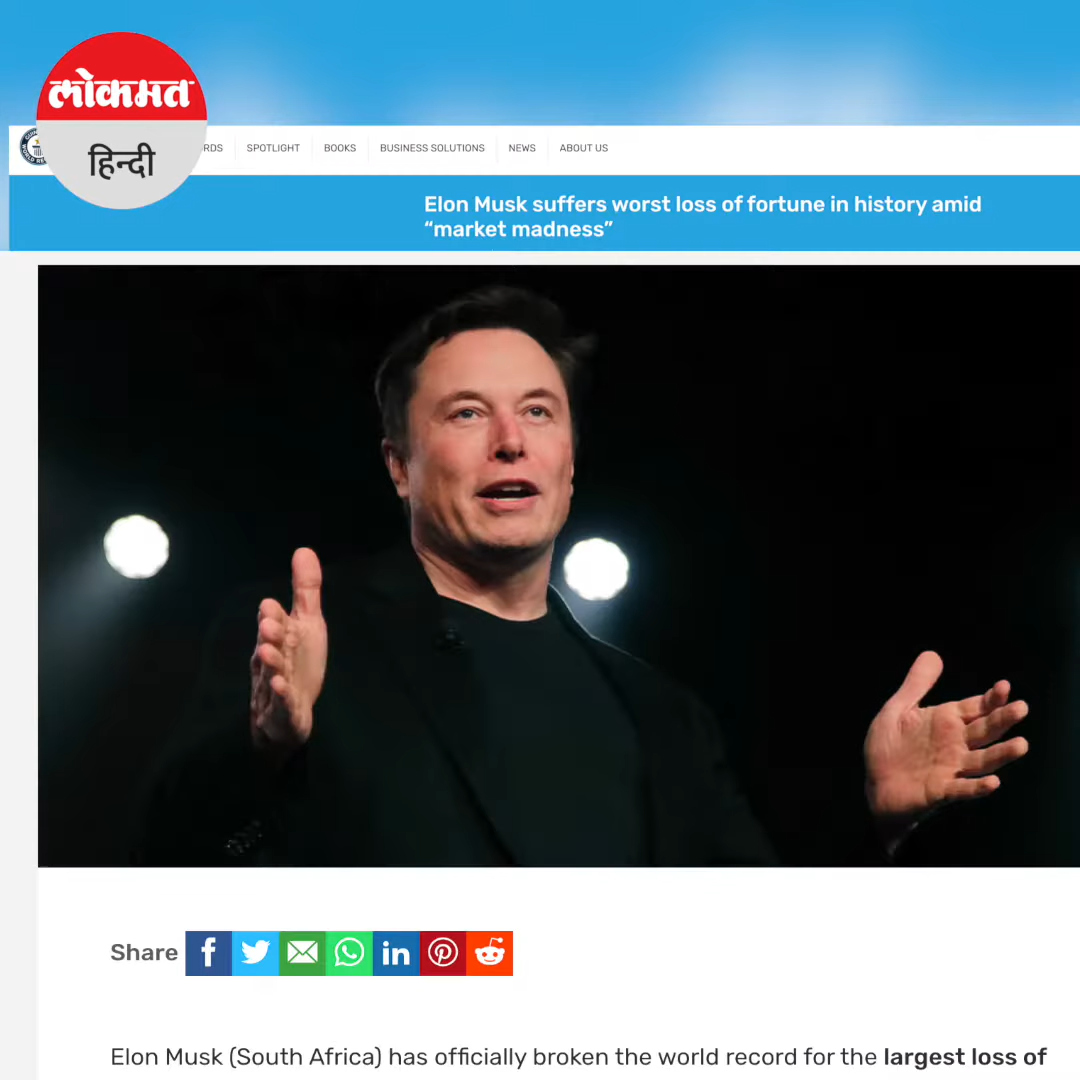 लोकमत
हिन्दी
RDS SPOTLIGHT BOOKS BUSINESS SOLUTIONS NEWS ABOUT US
Elon Musk suffers worst loss of fortune in history amid
“market madness”
Share
Elon Musk (South Africa) has officially broken the world record for the largest loss of